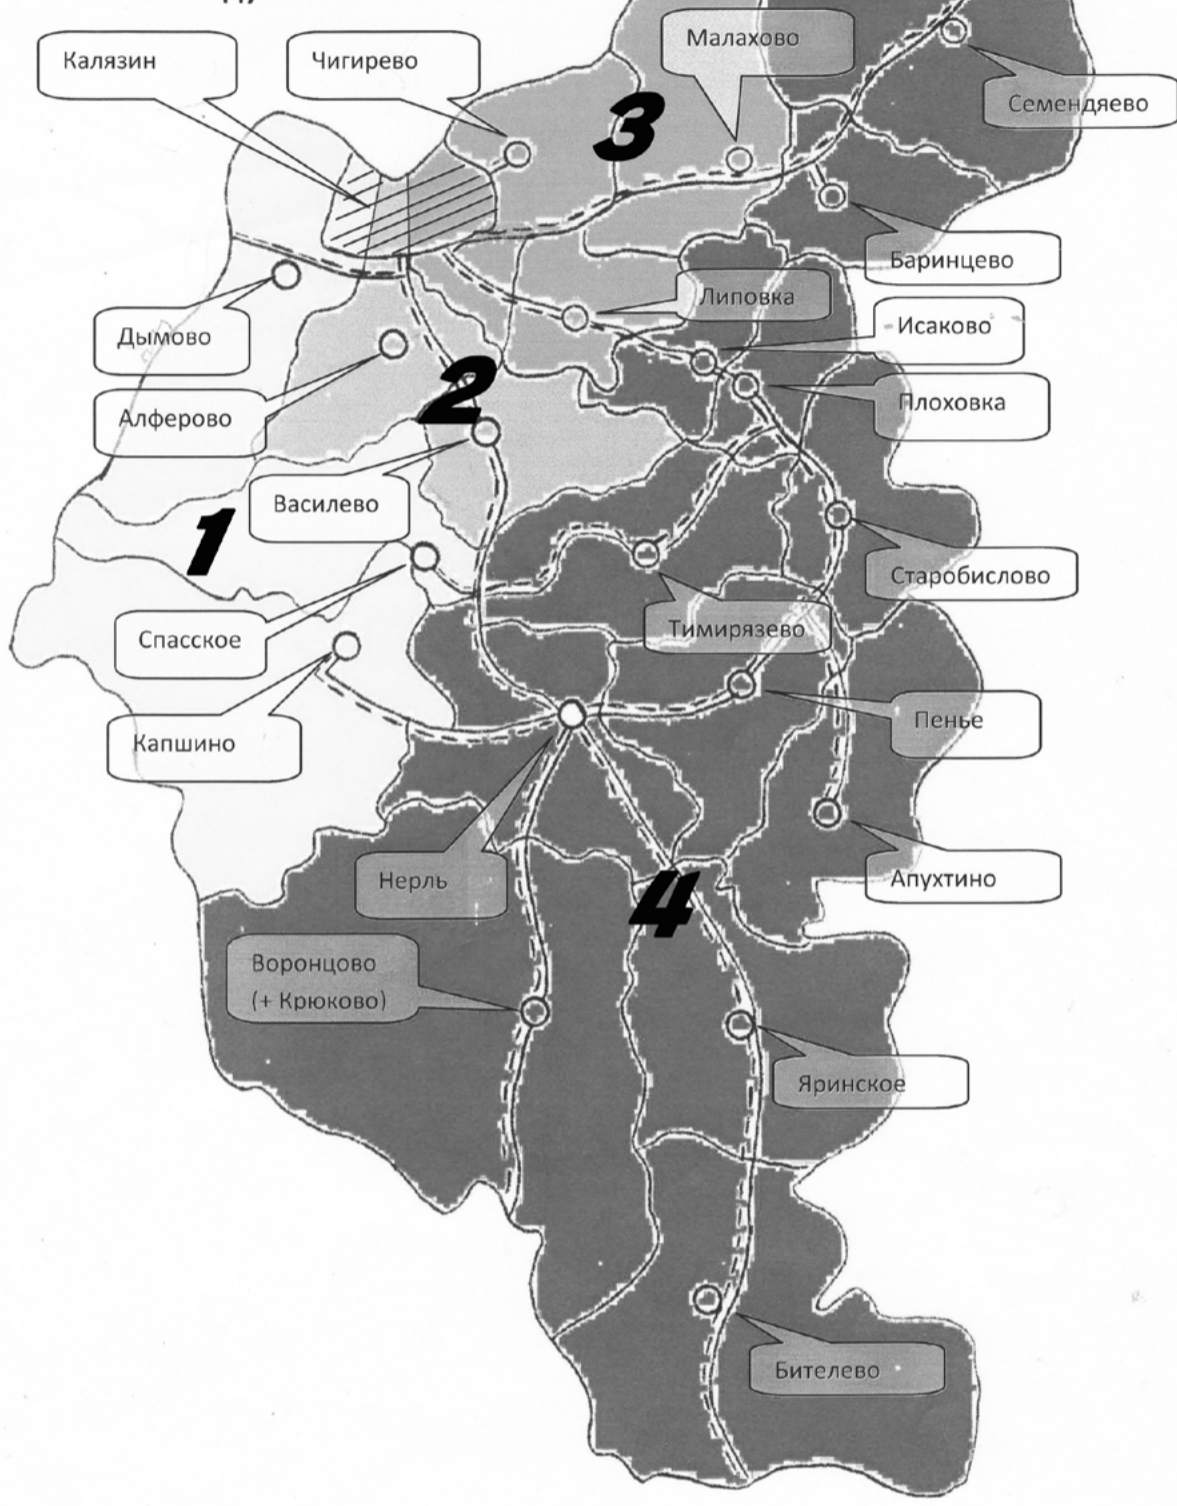 Калязин
Чигирево
Малахово
Семендяево
3
Баринцево
Липовка
Исаково
Дымово
Плоховка
Алферово
2
Василево
1
Старобислово
Спасское
Тимирязево
Пенье
Капшино
Нерль
Апухтино
4
Воронцово
(+ Крюково)
Яринское
Бителево